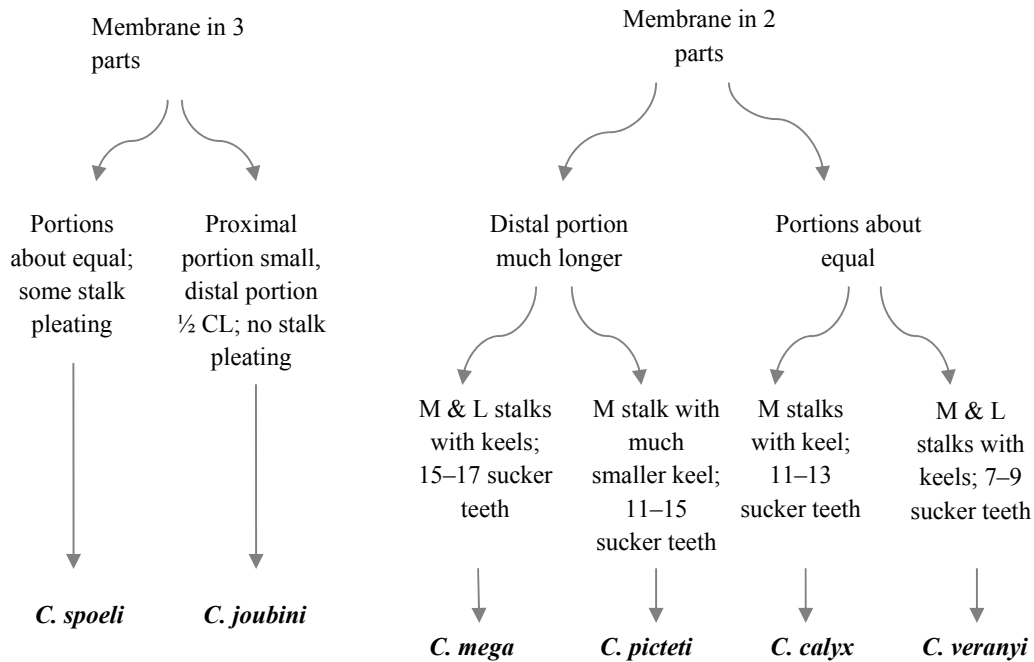 Membrane in 3
parts
Membrane in 2
parts
Portions
about equal;
some stalk
pleating
Proximal
portion small,
distal portion
½ CL; no stalk
pleating
Distal portion
much longer
Portions about
equal
M & L stalks
with keels;
15–17 sucker
teeth
M stalk with
much
smaller keel;
11–15
sucker teeth
M stalks
with keel;
11–13
sucker teeth
M & L
stalks with
keels; 7–9
sucker teeth
C. spoeli
C. joubini
C. mega
C. picteti
C. calyx
C. veranyi